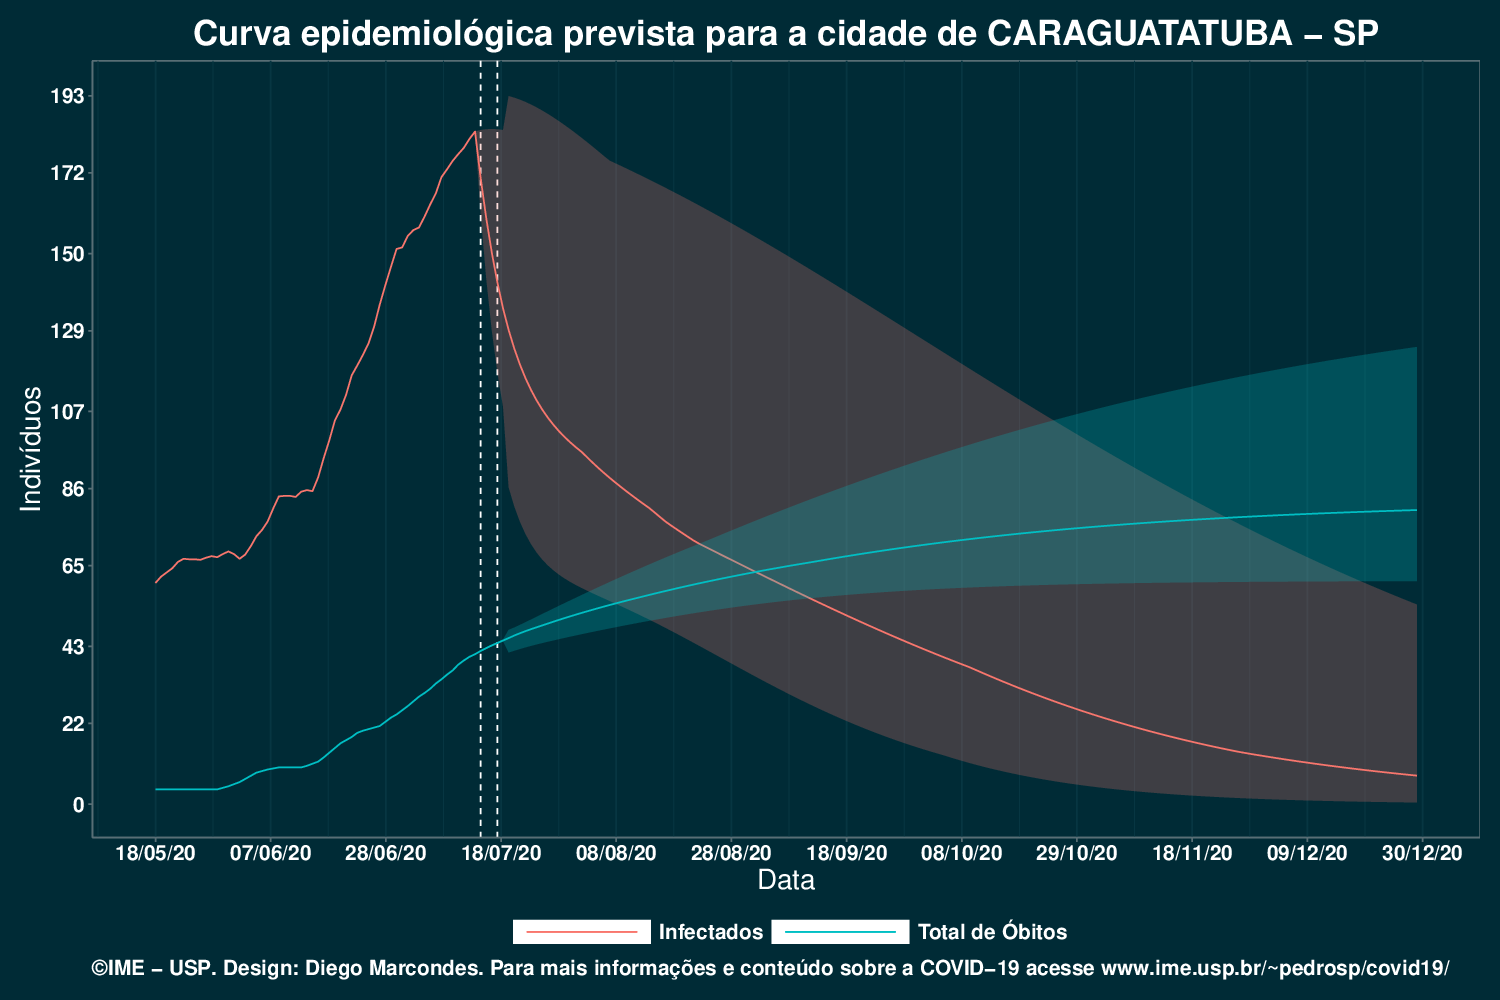 Curva epidemiológica prevista para a cidade de CARAGUATATUBA – SP
193
172
150
129
107
86
65
43
22
0
Indivíduos
18/05/20 07/06/20 28/06/20 18/07/20 08/08/20 28/08/20 18/09/20 08/10/20 29/10/20 18/11/20 09/12/20 30/12/20
Data
Infectados Total de Óbitos
©IME – USP. Design: Diego Marcondes. Para mais informações e conteúdo sobre a COVID–19 acesse www.ime.usp.br/~pedrosp/covid19/